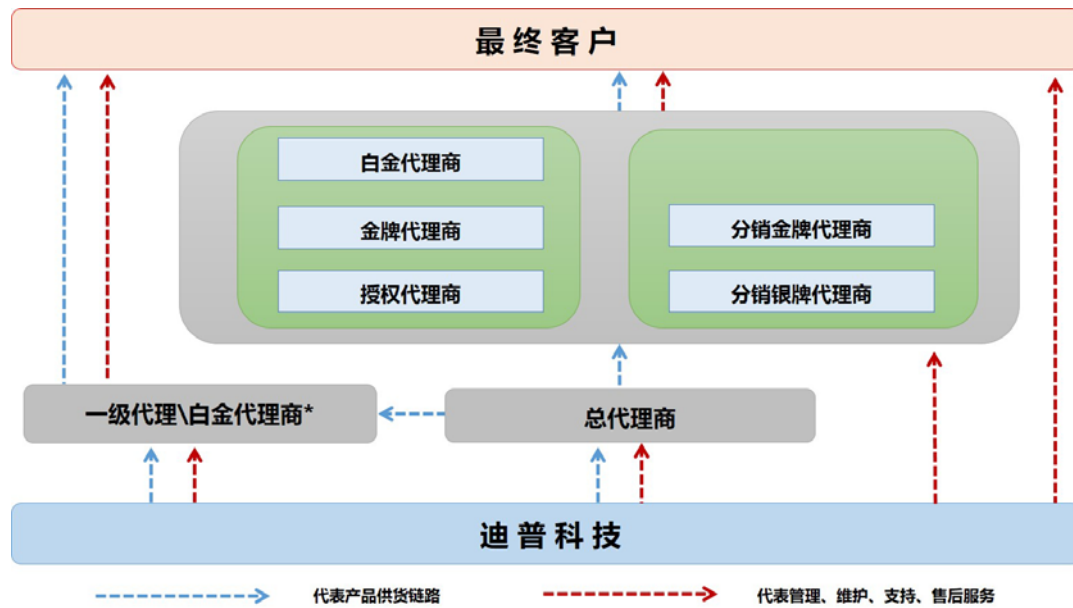 最终客户
白金代理商
金牌代理商
授权代理商
分销金牌代理商
分销银牌代理商
一级代理\白金代理商*
总代理商
迪普科技
代表产品供货链路
代表管理、维护、支持、售后服务